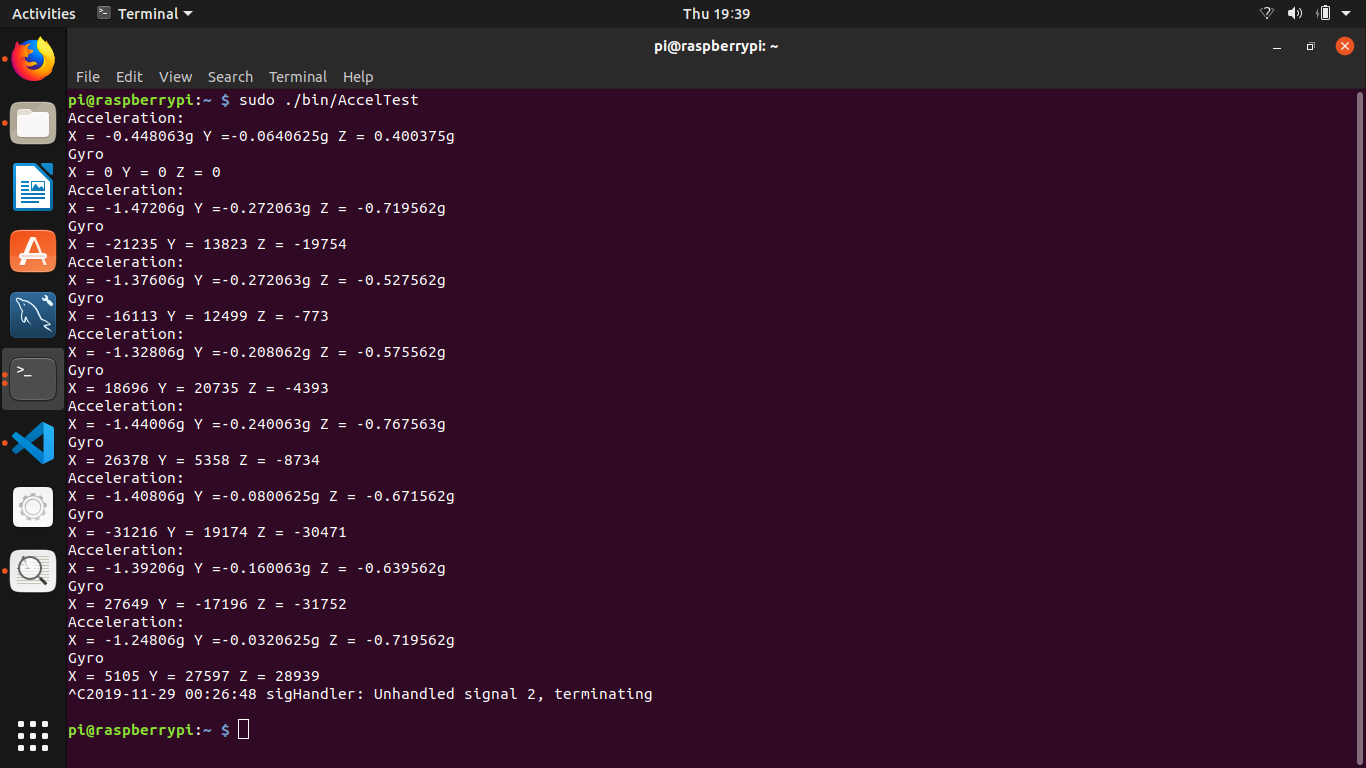 Activities Terminal Thu 19:39
pi@raspberrypi: ~
File Edit View Search Terminal Help
pi@raspberrypi:~ $ sudo ./bin/AccelTest
Acceleration:
X = -0.448063g Y =-0.0640625g Z = 0.400375g
Gyro
X = 0 Y = 0 Z = 0
Acceleration:
X = -1.47206g Y =-0.272063g Z = -0.719562g
Gyro
X = -21235 Y = 13823 Z = -19754
Acceleration:
X = -1.37606g Y =-0.272063g Z = -0.527562g
Gyro
X = -16113 Y = 12499 Z = -773
Acceleration:
X = -1.32806g Y =-0.208062g Z = -0.575562g
Gyro
X = 18696 Y = 20735 Z = -4393
Acceleration:
X = -1.44006g Y =-0.240063g Z = -0.767563g
Gyro
X = 26378 Y = 5358 Z = -8734
Acceleration:
X = -1.40806g Y =-0.0800625g Z = -0.671562g
Gyro
X = -31216 Y = 19174 Z = -30471
Acceleration:
X = -1.39206g Y =-0.160063g Z = -0.639562g
Gyro
X = 27649 Y = -17196 Z = -31752
Acceleration:
X = -1.24806g Y =-0.0320625g Z = -0.719562g
Gyro
X = 5105 Y = 27597 Z = 28939
^C2019-11-29 00:26:48 sigHandler: Unhandled signal 2, terminating
pi@raspberrypi:~ $